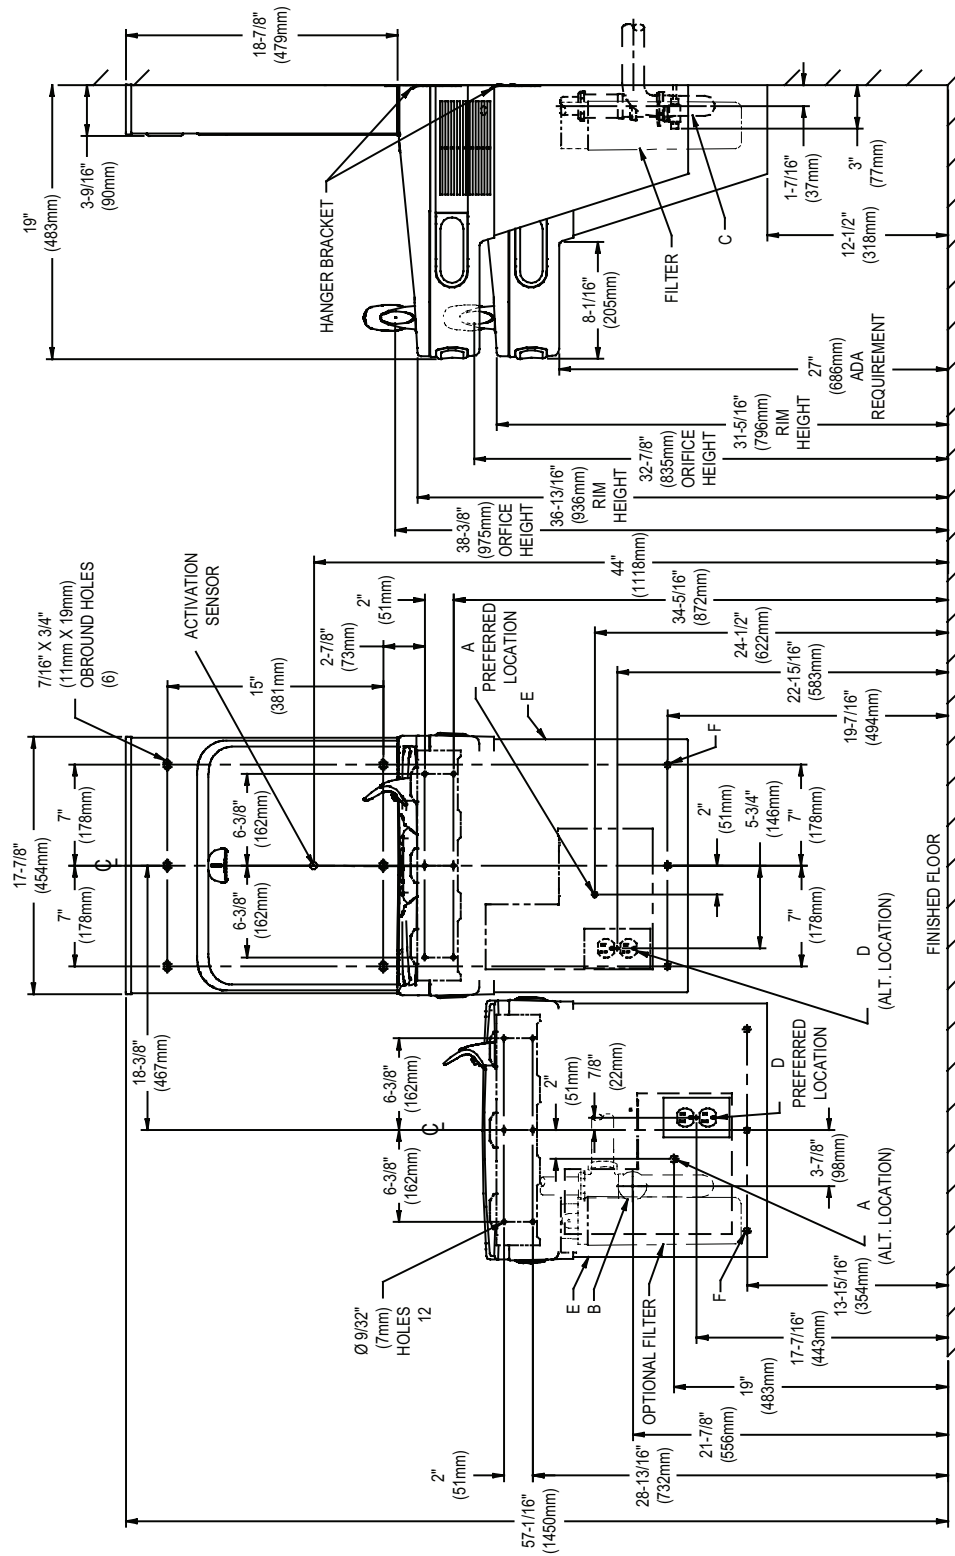 57-1/16"
(1450mm)
2"
(51mm)
28-13/16"
(732mm)
21-7/8"
(556mm)
19"
(483mm)
17-7/16"
(443mm)
13-15/16"
(354mm)
OPTIONAL FILTER
E
B
F
A
(ALT. LOCATION)
3-7/8"
(98mm)
D
PREFERRED
LOCATION
Ø 9/32"
(7mm)
HOLES
12
6-3/8"
(162mm)
6-3/8"
(162mm)
CL
2"
(51mm)
7/8"
(22mm)
18-3/8"
(467mm)
17-7/8"
(454mm)
7"
(178mm)
7"
(178mm)
CL
7/16" X 3/4"
(11mm X 19mm)
OBROUND HOLES
(6)
15"
(381mm)
ACTIVATION
SENSOR
2-7/8"
(73mm)
2"
(51mm)
6-3/8"
(162mm)
6-3/8"
(162mm)
A
PREFERRED
LOCATION
E
F
2"
(51mm)
5-3/4"
(146mm)
7"
(178mm)
7"
(178mm)
D
(ALT. LOCATION)
44"
(1118mm)
34-5/16"
(872mm)
24-1/2"
(622mm)
22-15/16"
(583mm)
19-7/16"
(494mm)
FINISHED FLOOR
38-3/8"
(975mm)
ORFICE
HEIGHT
36-13/16"
(936mm)
RIM
HEIGHT
32-7/8"
(835mm)
ORIFICE
HEIGHT
31-5/16"
(796mm)
RIM
HEIGHT
27"
(686mm)
ADA
REQUIREMENT
19"
(483mm)
3-9/16"
(90mm)
18-7/8"
(479mm)
HANGER BRACKET
8-1/16"
(205mm)
FILTER
C
1-7/16"
(37mm)
3"
(77mm)
12-1/2"
(318mm)